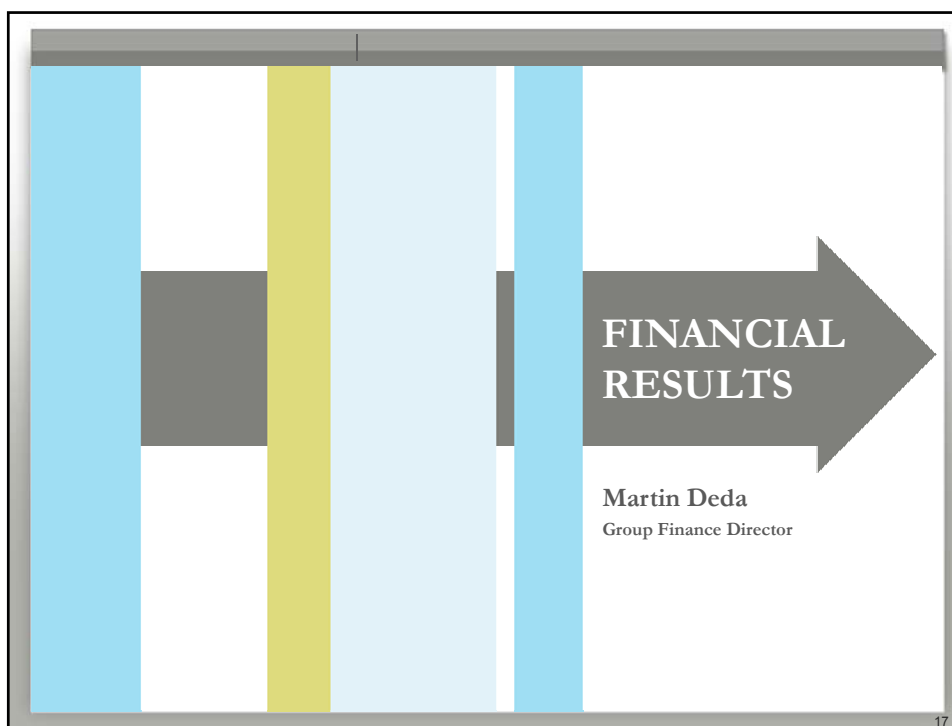 FINANCIAL
RESULTS
Martin Deda
Group Finance Director
17